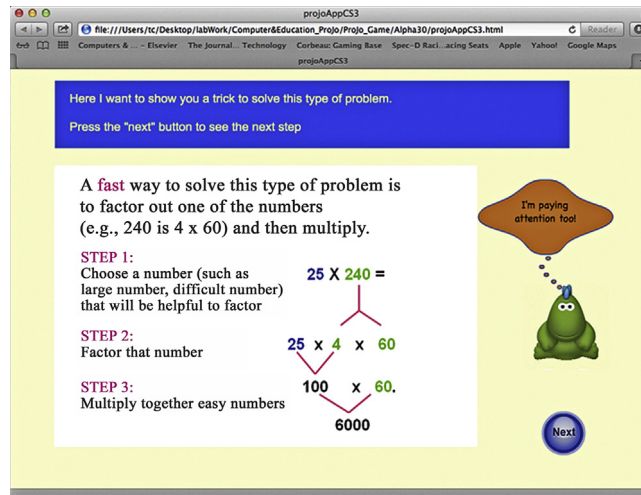 projoAppCS3
file:///Users/tc/Desktop/labWork/Computer&Education_ProJo/ProJo_Game/Alpha30/projoAppCS3.html
Reader
Computers & ... – Elsevier The Journal... Technology Corbeau: Gaming Base Spec-D Raci...acing Seats Apple Yahoo! Google Maps
projoAppCS3
Here I want to show you a trick to solve this type of problem.
Press the "next" button to see the next step
A fast way to solve this type of problem is
to factor out one of the numbers
(e.g., 240 is 4 x 60) and then multiply.
I'm paying
attention too!
STEP 1:
Choose a number (such as
large number, difficult number)
that will be helpful to factor
25 X 240 =
STEP 2:
Factor that number
25 x 4 x 60
STEP 3:
Multiply together easy numbers
100 x 60.
6000
Next